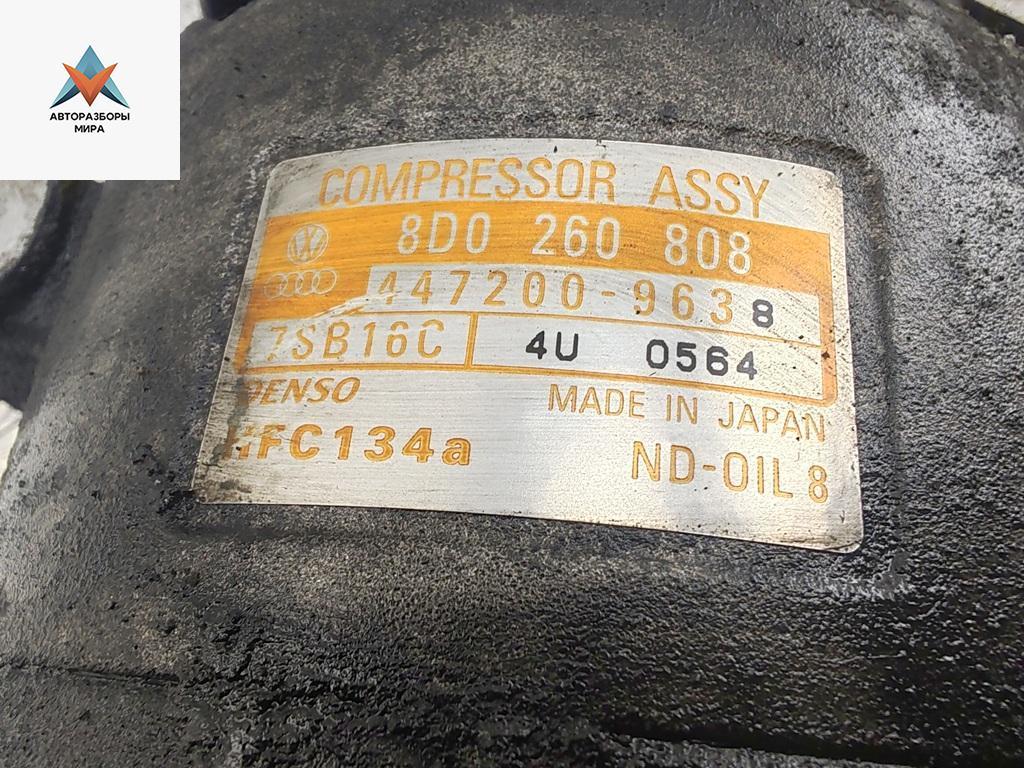 АВТОРАЗБОРЫ
МИРА
COMPRESSOR ASSY
8D0 260 808
447200-9638
7SB16C 4U 0564
DENSO MADE IN JAPAN
HFC134a ND-OIL 8